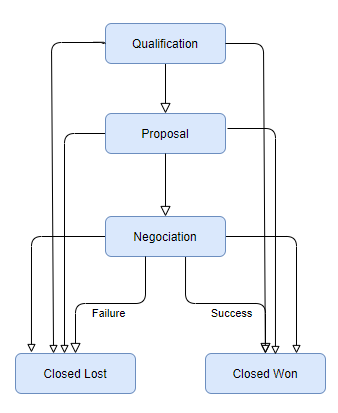 Qualification
Proposal
Negociation
Failure
Success
Closed Lost
Closed Won